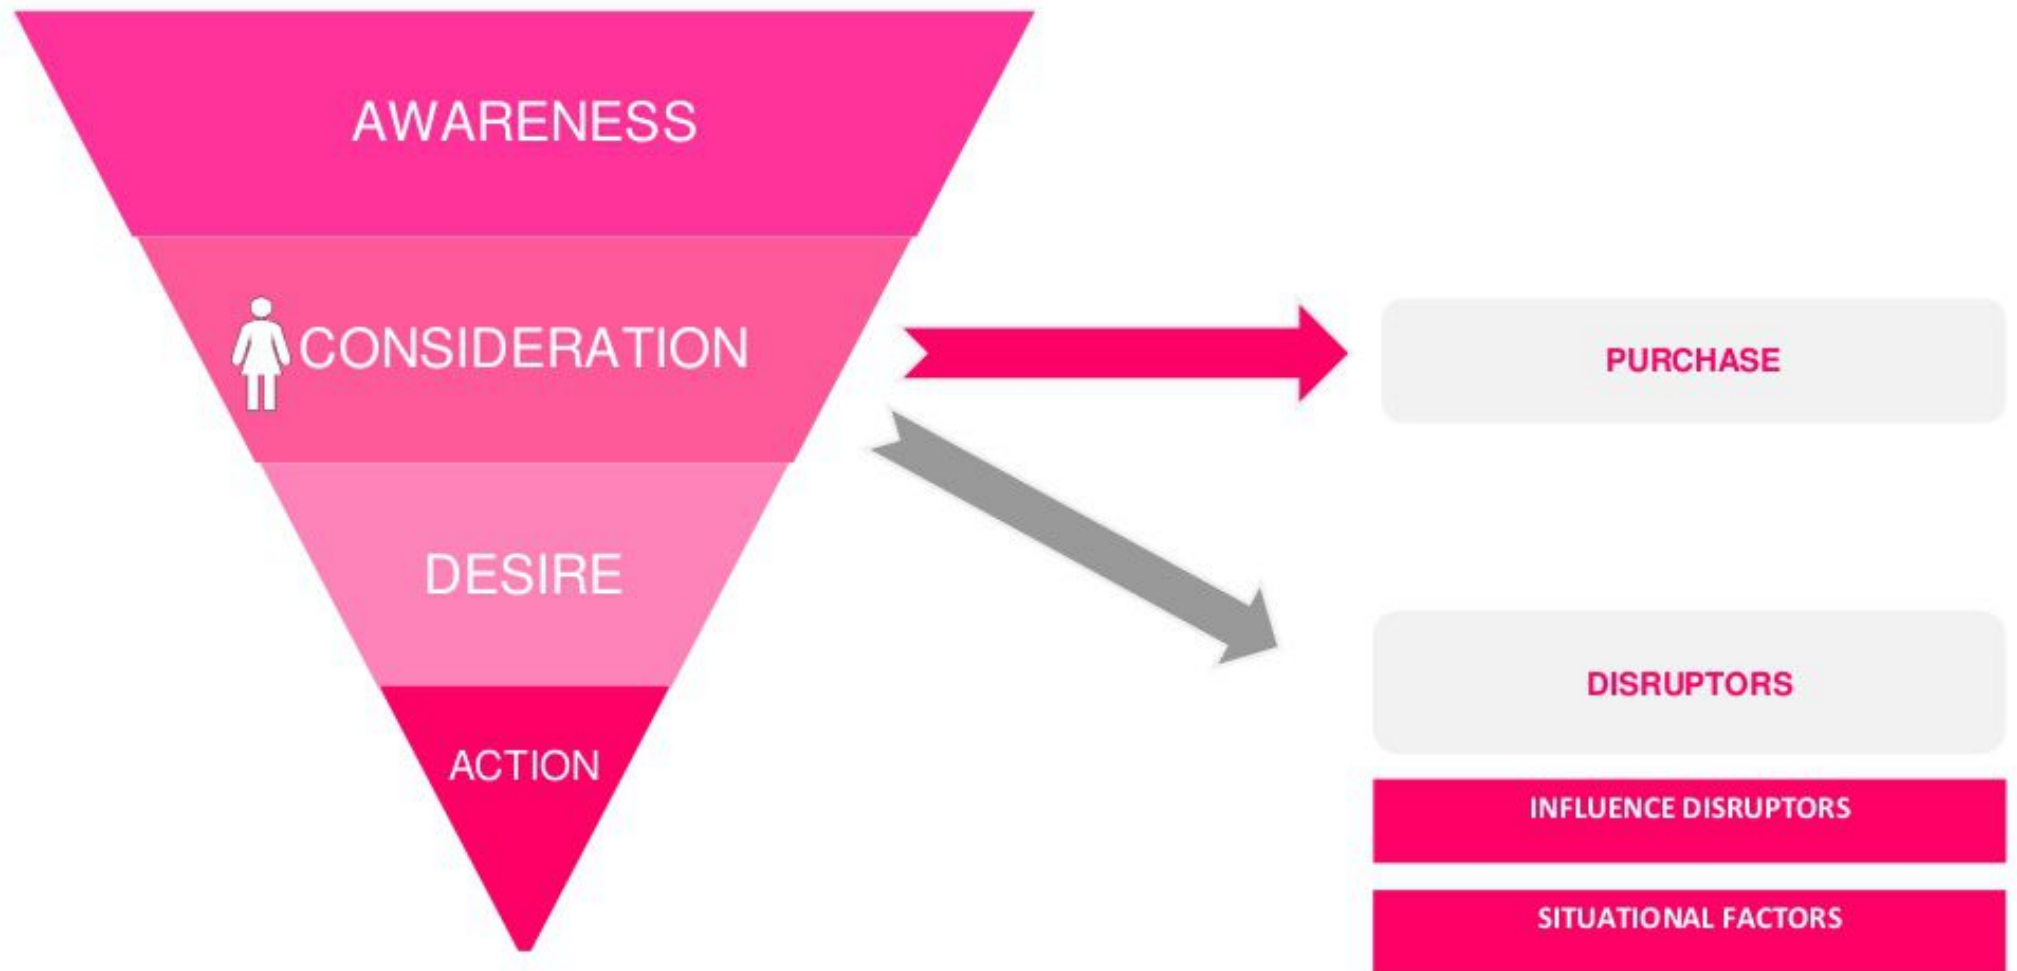 AWARENESS
CONSIDERATION
PURCHASE
DESIRE
DISRUPTORS
ACTION
INFLUENCE DISRUPTORS
SITUATIONAL FACTORS